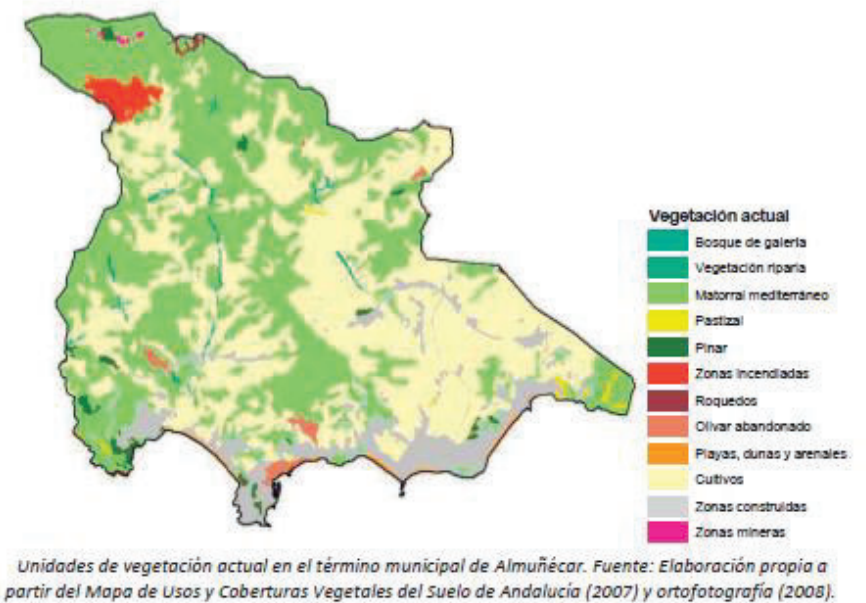 Vegetación actual
Bosque de galería
Vegetación riparia
Matorral mediterráneo
Pastizal
Pinar
Zonas incendiadas
Roquedos
Olivar abandonado
Playas, dunas y arenales
Cultivos
Zonas construidas
Zonas mineras
Unidades de vegetación actual en el término municipal de Almuñécar. Fuente: Elaboración propia a
partir del Mapa de Usos y Coberturas Vegetales del Suelo de Andalucía (2007) y ortofotografía (2008).